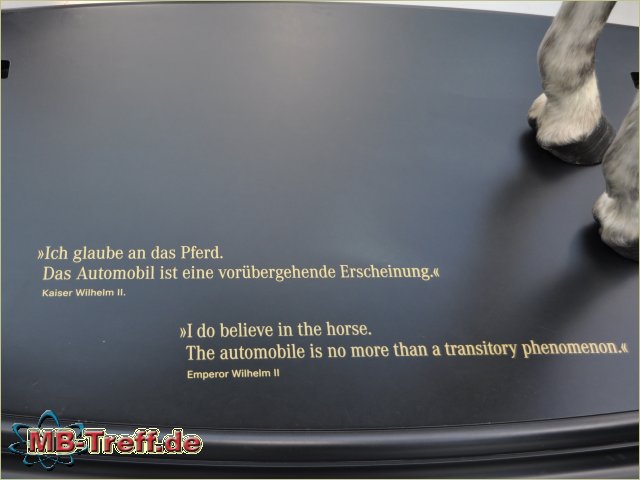 »Ich glaube an das Pferd.
Das Automobil ist eine vorübergehende Erscheinung.«
Kaiser Wilhelm II.
»I do believe in the horse.
The automobile is no more than a transitory phenomenon.«
Emperor Wilhelm II
MB-Treff.de